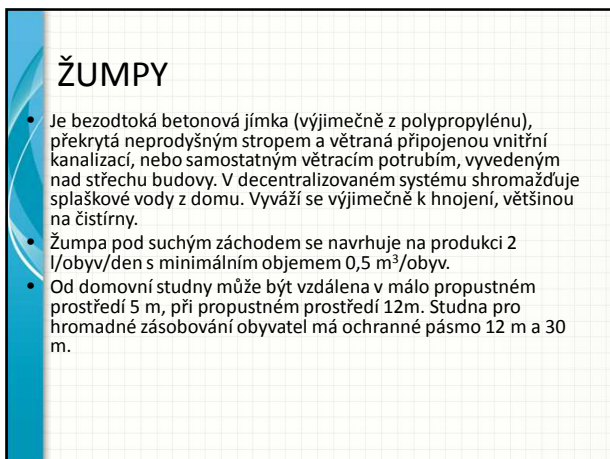 ŽUMPY
• Je bezodtoká betonová jímka (výjimečně z polypropylénu),
překrytá neprodyšným stropem a větraná připojenou vnitřní
kanalizací, nebo samostatným větracím potrubím, vyvedeným
nad střechu budovy. V decentralizovaném systému shromažďuje
splaškové vody z domu. Vyváží se výjimečně k hnojení, většinou
na čistírny.
• Žumpa pod suchým záchodem se navrhuje na produkci 2
l/obyv/den s minimálním objemem 0,5 m³/obyv.
• Od domovní studny může být vzdálena v málo propustném
prostředí 5 m, při propustném prostředí 12m. Studna pro
hromadné zásobování obyvatel má ochranné pásmo 12 m a 30
m.